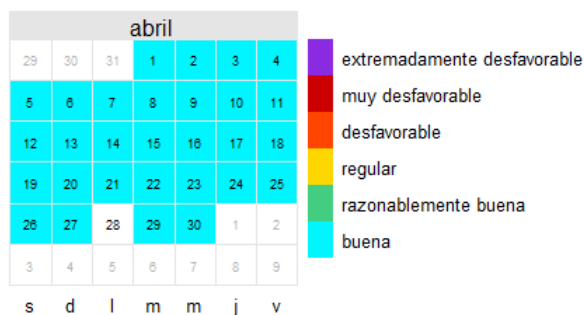 abril
29 30 31 1 2 3 4
5 6 7 8 9 10 11
12 13 14 15 16 17 18
19 20 21 22 23 24 25
26 27 28 29 30 1 2
3 4 5 6 7 8 9
s d l m m j v
extremadamente desfavorable
muy desfavorable
desfavorable
regular
razonablemente buena
buena